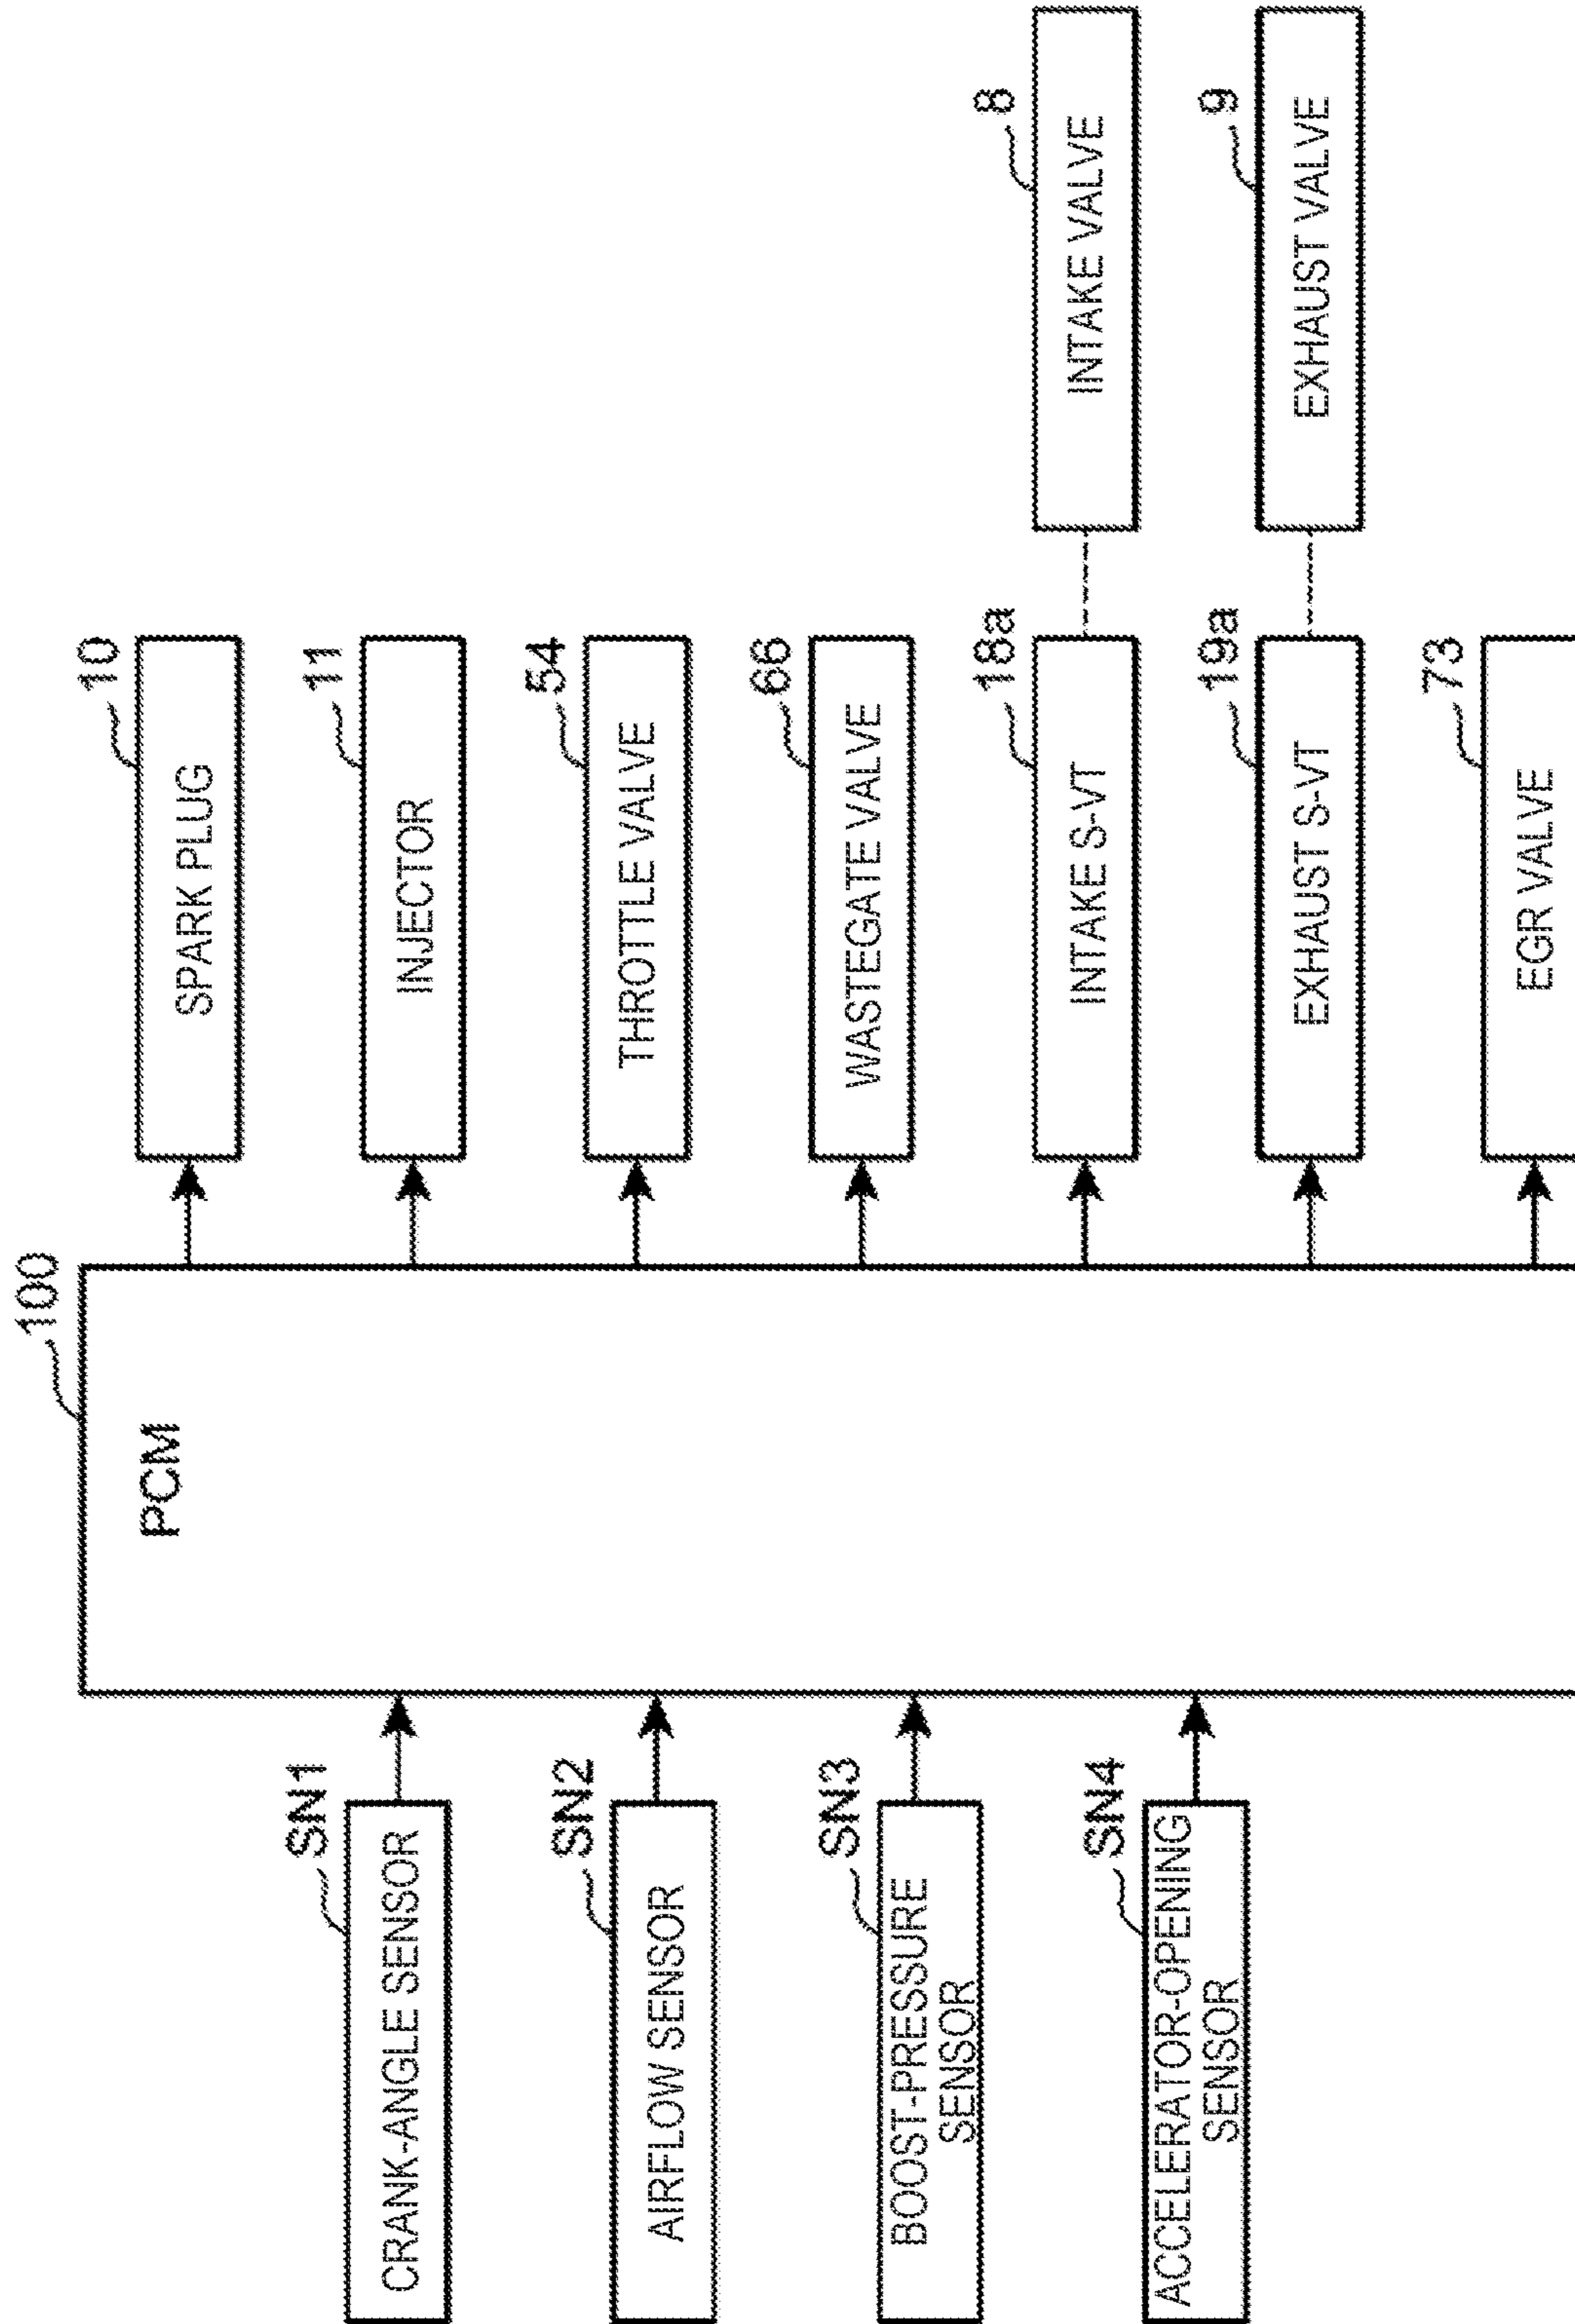 100
PCM
SN1
CRANK-ANGLE SENSOR
SN2
AIRFLOW SENSOR
SN3
BOOST-PRESSURE
SENSOR
SN4
ACCELERATOR-OPENING
SENSOR
10
SPARK PLUG
11
INJECTOR
54
THROTTLE VALVE
66
WASTEGATE VALVE
18a
INTAKE S-VT
8
INTAKE VALVE
19a
EXHAUST S-VT
9
EXHAUST VALVE
73
EGR VALVE